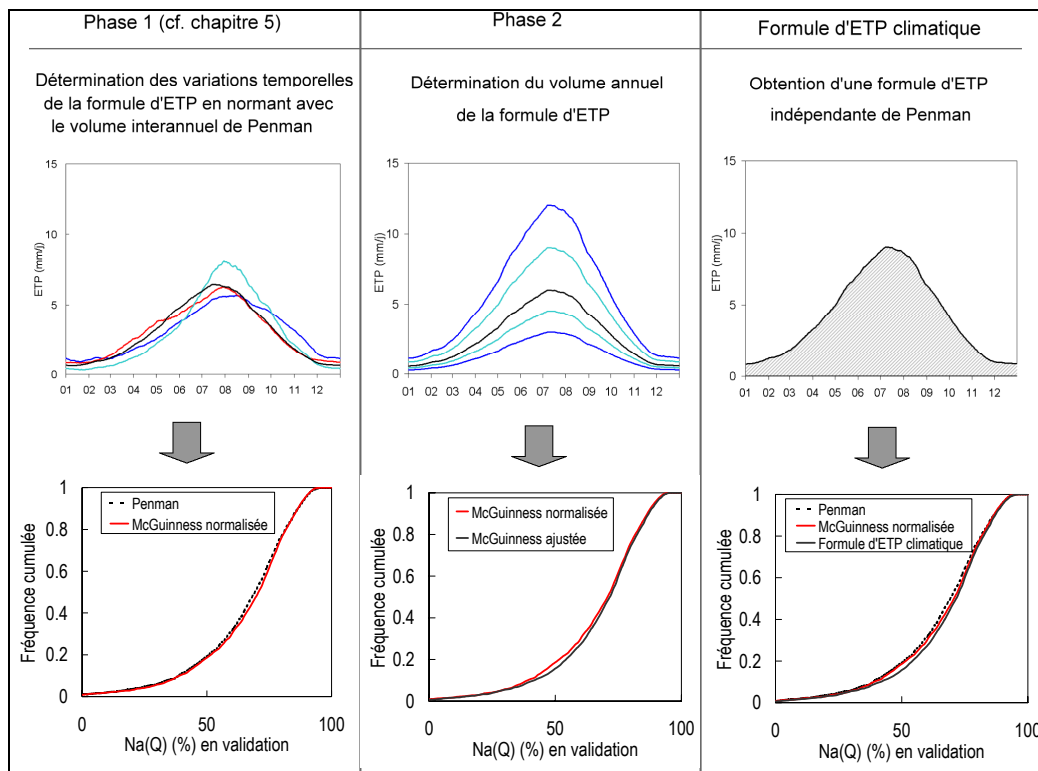 Phase 1 (cf. chapitre 5)
Détermination des variations temporelles
de la formule d'ETP en normant avec
le volume interannuel de Penman
15
10
5
0
ETP (mm/j)
01 02 03 04 05 06 07 08 09 10 11 12
1
0.8
0.6
0.4
0.2
0
Fréquence cumulée
Penman
McGuinness normalisée
0 50 100
Na(Q) (%) en validation
Phase 2
Détermination du volume annuel
de la formule d'ETP
15
10
5
0
ETP (mm/j)
01 02 03 04 05 06 07 08 09 10 11 12
1
0.8
0.6
0.4
0.2
0
Fréquence cumulée
McGuinness normalisée
McGuinness ajustée
0 50 100
Na(Q) (%) en validation
Formule d'ETP climatique
Obtention d'une formule d'ETP
indépendante de Penman
15
10
5
0
ETP (mm/j)
01 02 03 04 05 06 07 08 09 10 11 12
1
0.8
0.6
0.4
0.2
0
Fréquence cumulée
Penman
McGuinness normalisée
Formule d'ETP climatique
0 50 100
Na(Q) (%) en validation